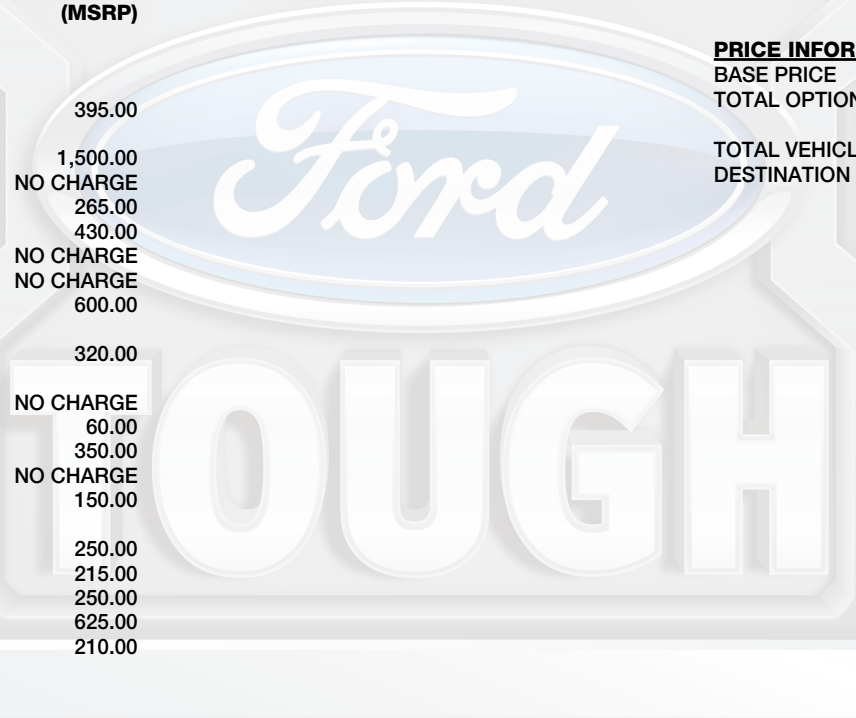 (MSRP)
395.00
1,500.00
NO CHARGE
265.00
430.00
NO CHARGE
NO CHARGE
600.00
320.00
NO CHARGE
60.00
350.00
NO CHARGE
150.00
250.00
215.00
250.00
625.00
210.00
PRICE INFOR
BASE PRICE
TOTAL OPTION
TOTAL VEHICL
DESTINATION
Ford
TOUGH